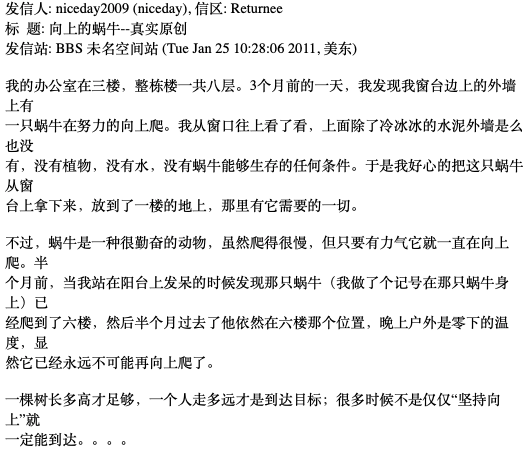 发信人: niceday2009 (niceday), 信区: Returnee
标  题: 向上的蜗牛--真实原创
发信站: BBS 未名空间站 (Tue Jan 25 10:28:06 2011, 美东)
我的办公室在三楼，整栋楼一共八层。3个月前的一天，我发现我窗台边上的外墙
上有
一只蜗牛在努力的向上爬。我从窗口往上看了看，上面除了冷冰冰的水泥外墙是么
也没
有，没有植物，没有水，没有蜗牛能够生存的任何条件。于是我好心的把这只蜗牛
从窗
台上拿下来，放到了一楼的地上，那里有它需要的一切。
不过，蜗牛是一种很勤奋的动物，虽然爬得很慢，但只要有力气它就一直在向上
爬。半
个月前，当我站在阳台上发呆的时候发现那只蜗牛（我做了个记号在那只蜗牛身
上）已
经爬到了六楼，然后半个月过去了他依然在六楼那个位置，晚上户外是零下的温
度，显
然它已经永远不可能再向上爬了。
一棵树长多高才足够，一个人走多远才是到达目标；很多时候不是仅仅“坚持向
上”就
一定能到达。。。。